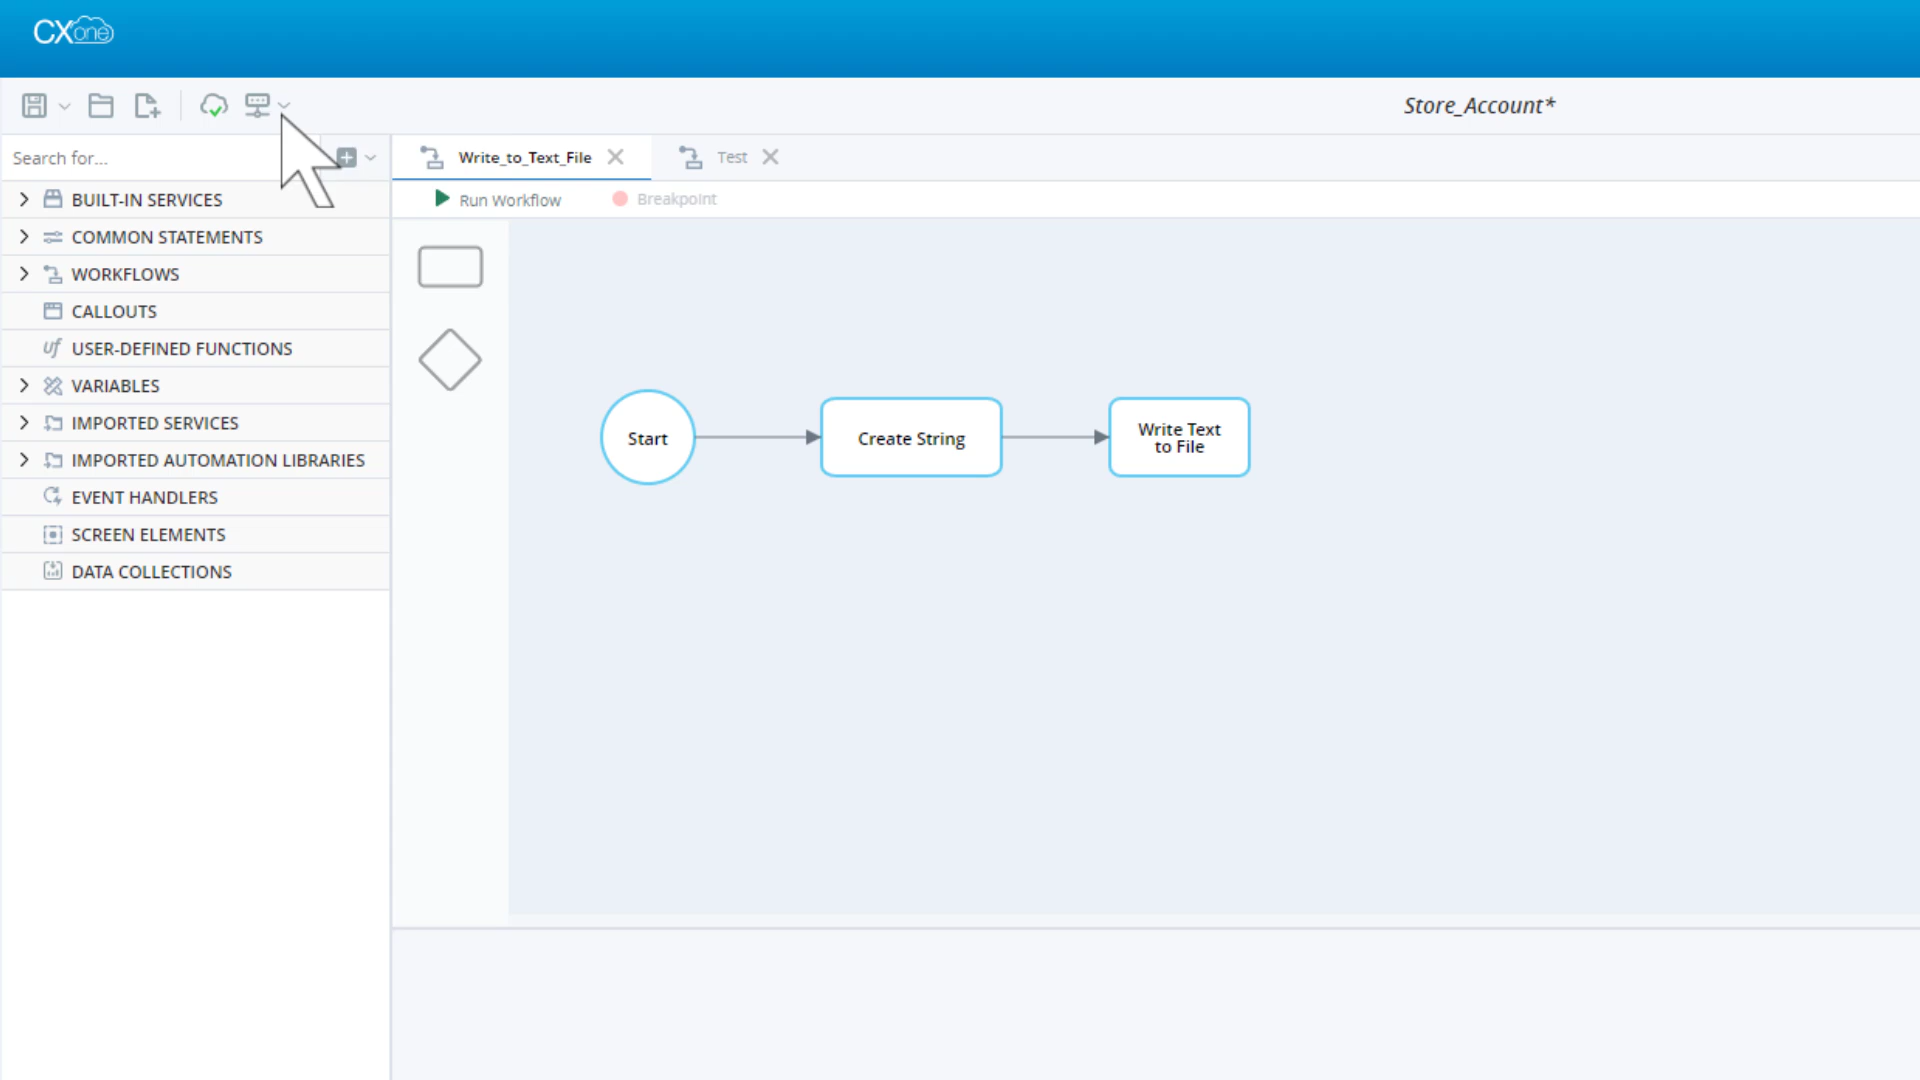 CXone
Store_Account*
Search for...
Write_to_Text_File
Test
Run Workflow
Breakpoint
BUILT-IN SERVICES
COMMON STATEMENTS
WORKFLOWS
CALLOUTS
Uf USER-DEFINED FUNCTIONS
VARIABLES
IMPORTED SERVICES
IMPORTED AUTOMATION LIBRARIES
EVENT HANDLERS
SCREEN ELEMENTS
DATA COLLECTIONS
Start
Create String
Write Text
to File